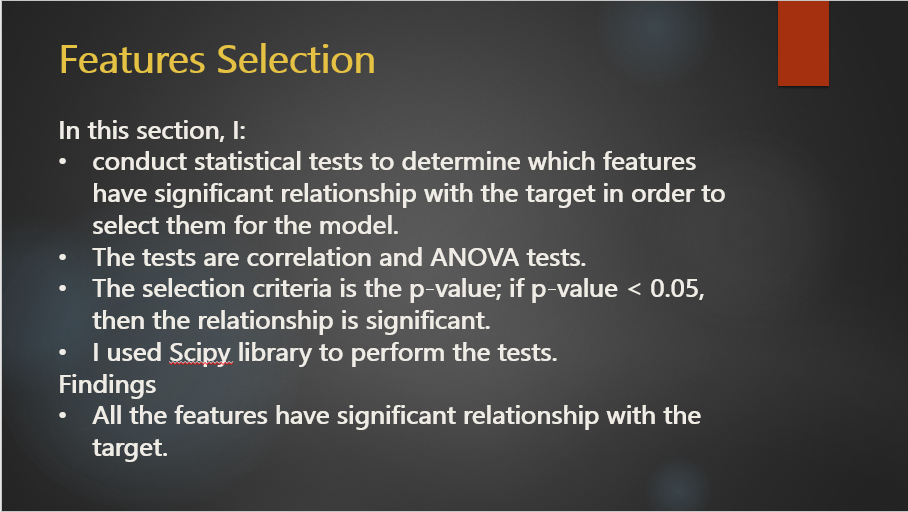 Features Selection
In this section, I:
• conduct statistical tests to determine which features
have significant relationship with the target in order to
select them for the model.
• The tests are correlation and ANOVA tests.
• The selection criteria is the p-value; if p-value < 0.05,
then the relationship is significant.
• I used Scipy library to perform the tests.
Findings
• All the features have significant relationship with the
target.